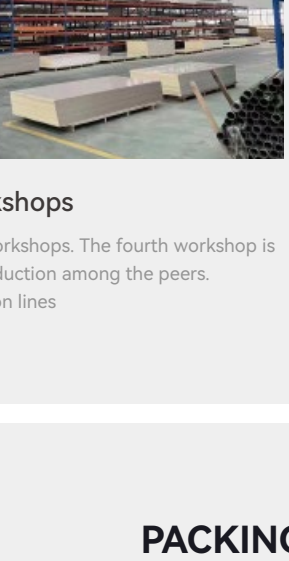 kshops
orkshops. The fourth workshop is
duction among the peers.
on lines
PACKING